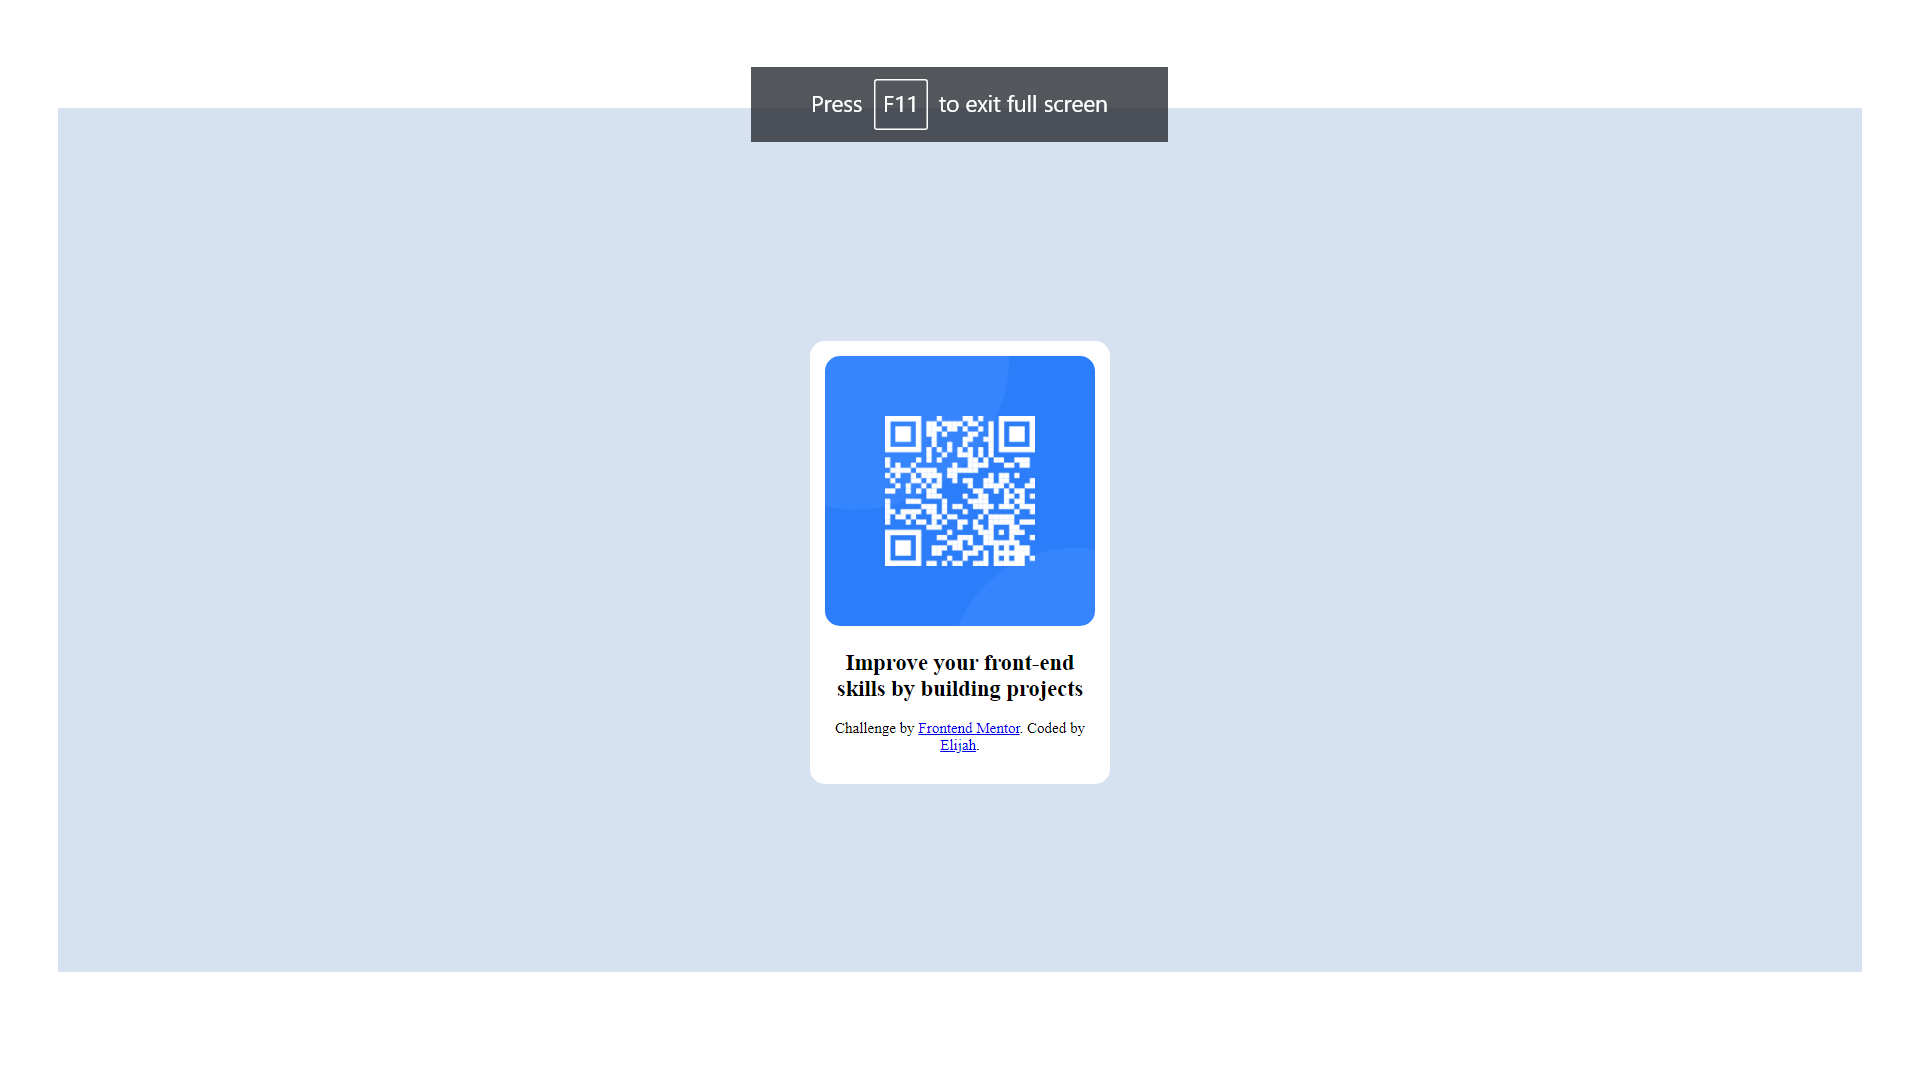 Press F11 to exit full screen
Improve your front-end
skills by building projects
Challenge by Frontend Mentor. Coded by
Elijah.